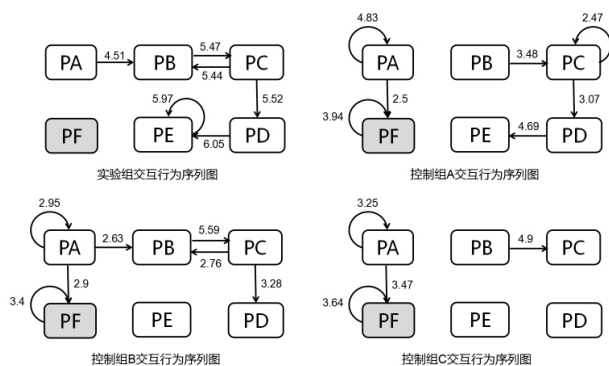 4.51
5.47
5.44
5.52
5.97
6.05
PA
PB
PC
PF
PE
PD
实验组交互行为序列图
4.83
2.47
3.48
2.5
3.07
3.94
4.69
PA
PB
PC
PF
PE
PD
控制组A交互行为序列图
2.95
2.63
5.59
2.76
2.9
3.28
3.4
PA
PB
PC
PF
PE
PD
控制组B交互行为序列图
3.25
4.9
3.47
3.64
PA
PB
PC
PF
PE
PD
控制组C交互行为序列图